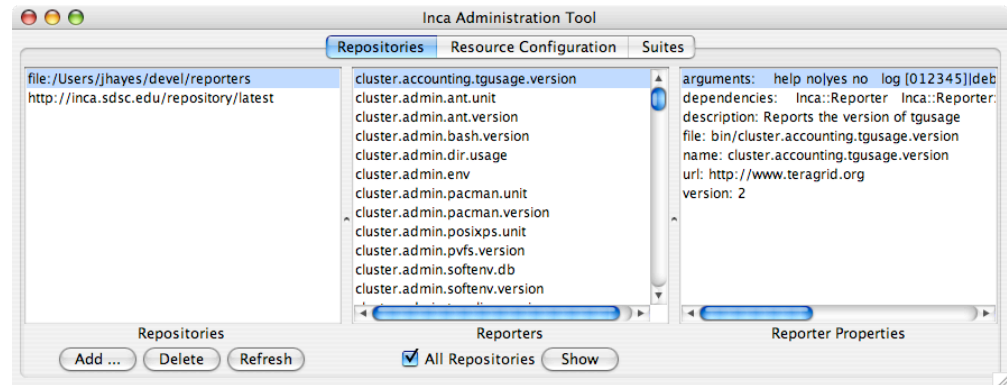 Inca Administration Tool
Repositories Resource Configuration Suites
file:/Users/jhayes/devel/reporters
http://inca.sdsc.edu/repository/latest
cluster.accounting.tgusage.version
cluster.admin.ant.unit
cluster.admin.ant.version
cluster.admin.bash.version
cluster.admin.dir.usage
cluster.admin.env
cluster.admin.pacman.unit
cluster.admin.pacman.version
cluster.admin.posixps.unit
cluster.admin.pvfs.version
cluster.admin.softenv.db
cluster.admin.softenv.version
arguments: help no|yes no log [012345]|deb
dependencies: Inca::Reporter Inca::Reporter:
description: Reports the version of tgusage
file: bin/cluster.accounting.tgusage.version
name: cluster.accounting.tgusage.version
url: http://www.teragrid.org
version: 2
Repositories
Reporters
Reporter Properties
Add ... Delete Refresh
All Repositories Show